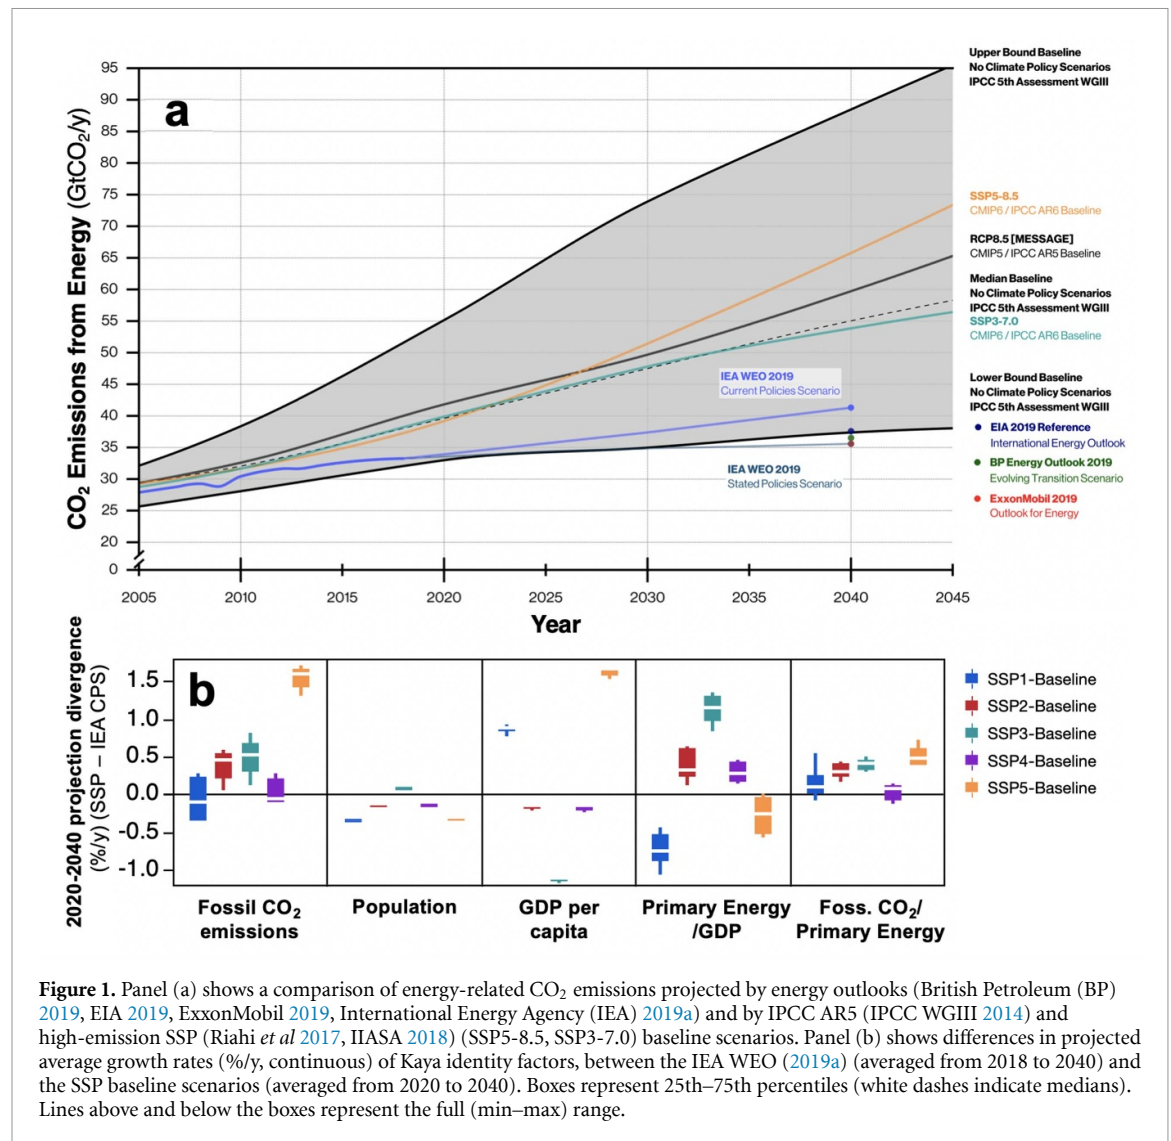 a
CO₂ Emissions from Energy (GtCO₂/y)
95
90
85
80
75
70
65
60
55
50
45
40
35
30
25
20
0
2005
2010
2015
2020
2025
2030
2035
2040
2045
Year
IEA WEO 2019
Current Policies Scenario
IEA WEO 2019
Stated Policies Scenario
Upper Bound Baseline
No Climate Policy Scenarios
IPCC 5th Assessment WGIII
SSP5-8.5
CMIP6 / IPCC AR6 Baseline
RCP8.5 [MESSAGE]
CMIP5 / IPCC AR5 Baseline
Median Baseline
No Climate Policy Scenarios
IPCC 5th Assessment WGIII
SSP3-7.0
CMIP6 / IPCC AR6 Baseline
Lower Bound Baseline
No Climate Policy Scenarios
IPCC 5th Assessment WGIII
EIA 2019 Reference
International Energy Outlook
BP Energy Outlook 2019
Evolving Transition Scenario
ExxonMobil 2019
Outlook for Energy
b
2020-2040 projection divergence
(%/y) (SSP – IEA CPS)
1.5
1.0
0.5
0.0
-0.5
-1.0
Fossil CO₂
emissions
Population
GDP per
capita
Primary Energy
/GDP
Foss. CO₂/
Primary Energy
SSP1-Baseline
SSP2-Baseline
SSP3-Baseline
SSP4-Baseline
SSP5-Baseline
Figure 1. Panel (a) shows a comparison of energy-related CO₂ emissions projected by energy outlooks (British Petroleum (BP)
2019, EIA 2019, ExxonMobil 2019, International Energy Agency (IEA) 2019a) and by IPCC AR5 (IPCC WGIII 2014) and
high-emission SSP (Riahi et al 2017, IIASA 2018) (SSP5-8.5, SSP3-7.0) baseline scenarios. Panel (b) shows differences in projected
average growth rates (%/y, continuous) of Kaya identity factors, between the IEA WEO (2019a) (averaged from 2018 to 2040) and
the SSP baseline scenarios (averaged from 2020 to 2040). Boxes represent 25th–75th percentiles (white dashes indicate medians).
Lines above and below the boxes represent the full (min–max) range.